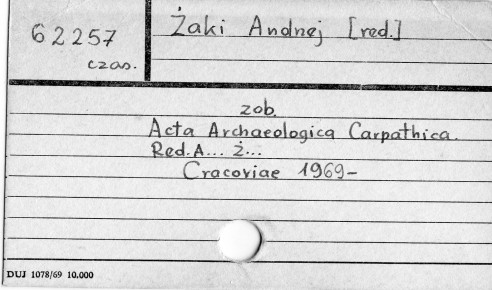 62257
czas.
Żaki Andrzej [red.]
zob.
Acta Archaeologica Carpathica.
Red. A... Ż...
Cracoviae 1969-
DUJ 1078/69 10.000